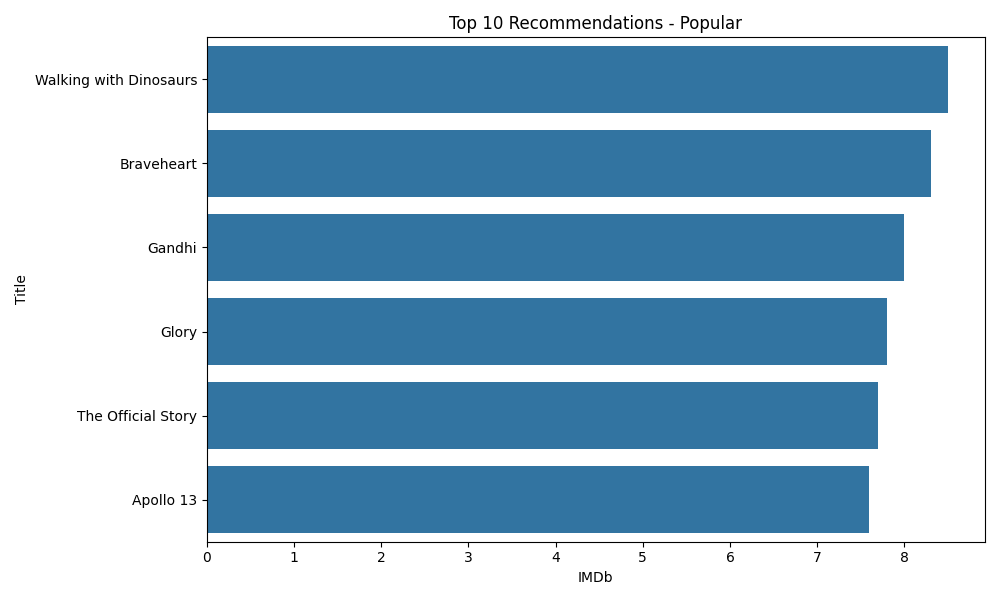 Top 10 Recommendations - Popular
Title
Walking with Dinosaurs
Braveheart
Gandhi
Glory
The Official Story
Apollo 13
0 1 2 3 4 5 6 7 8
IMDb